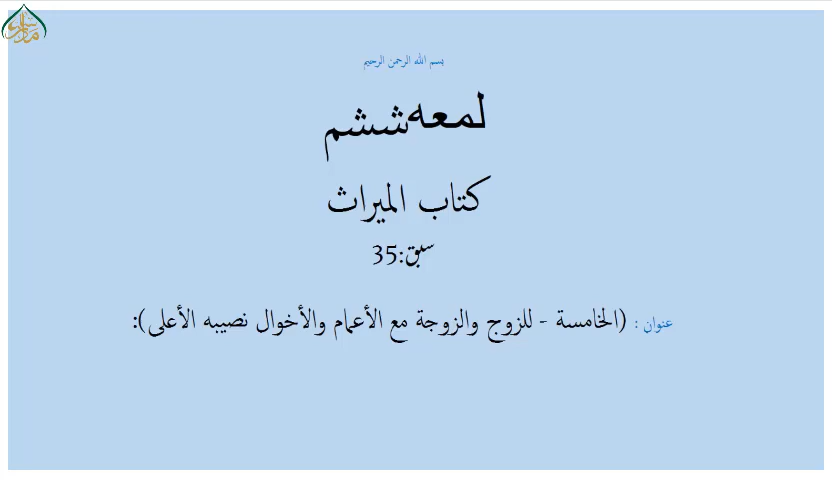 بسم الله الرحمن الرحيم
لمعه ششم
كتاب الميراث
سبق:35
عنوان : (الخامسة - للزوج والزوجة مع الأعمام والأخوال نصيبه الأعلى):